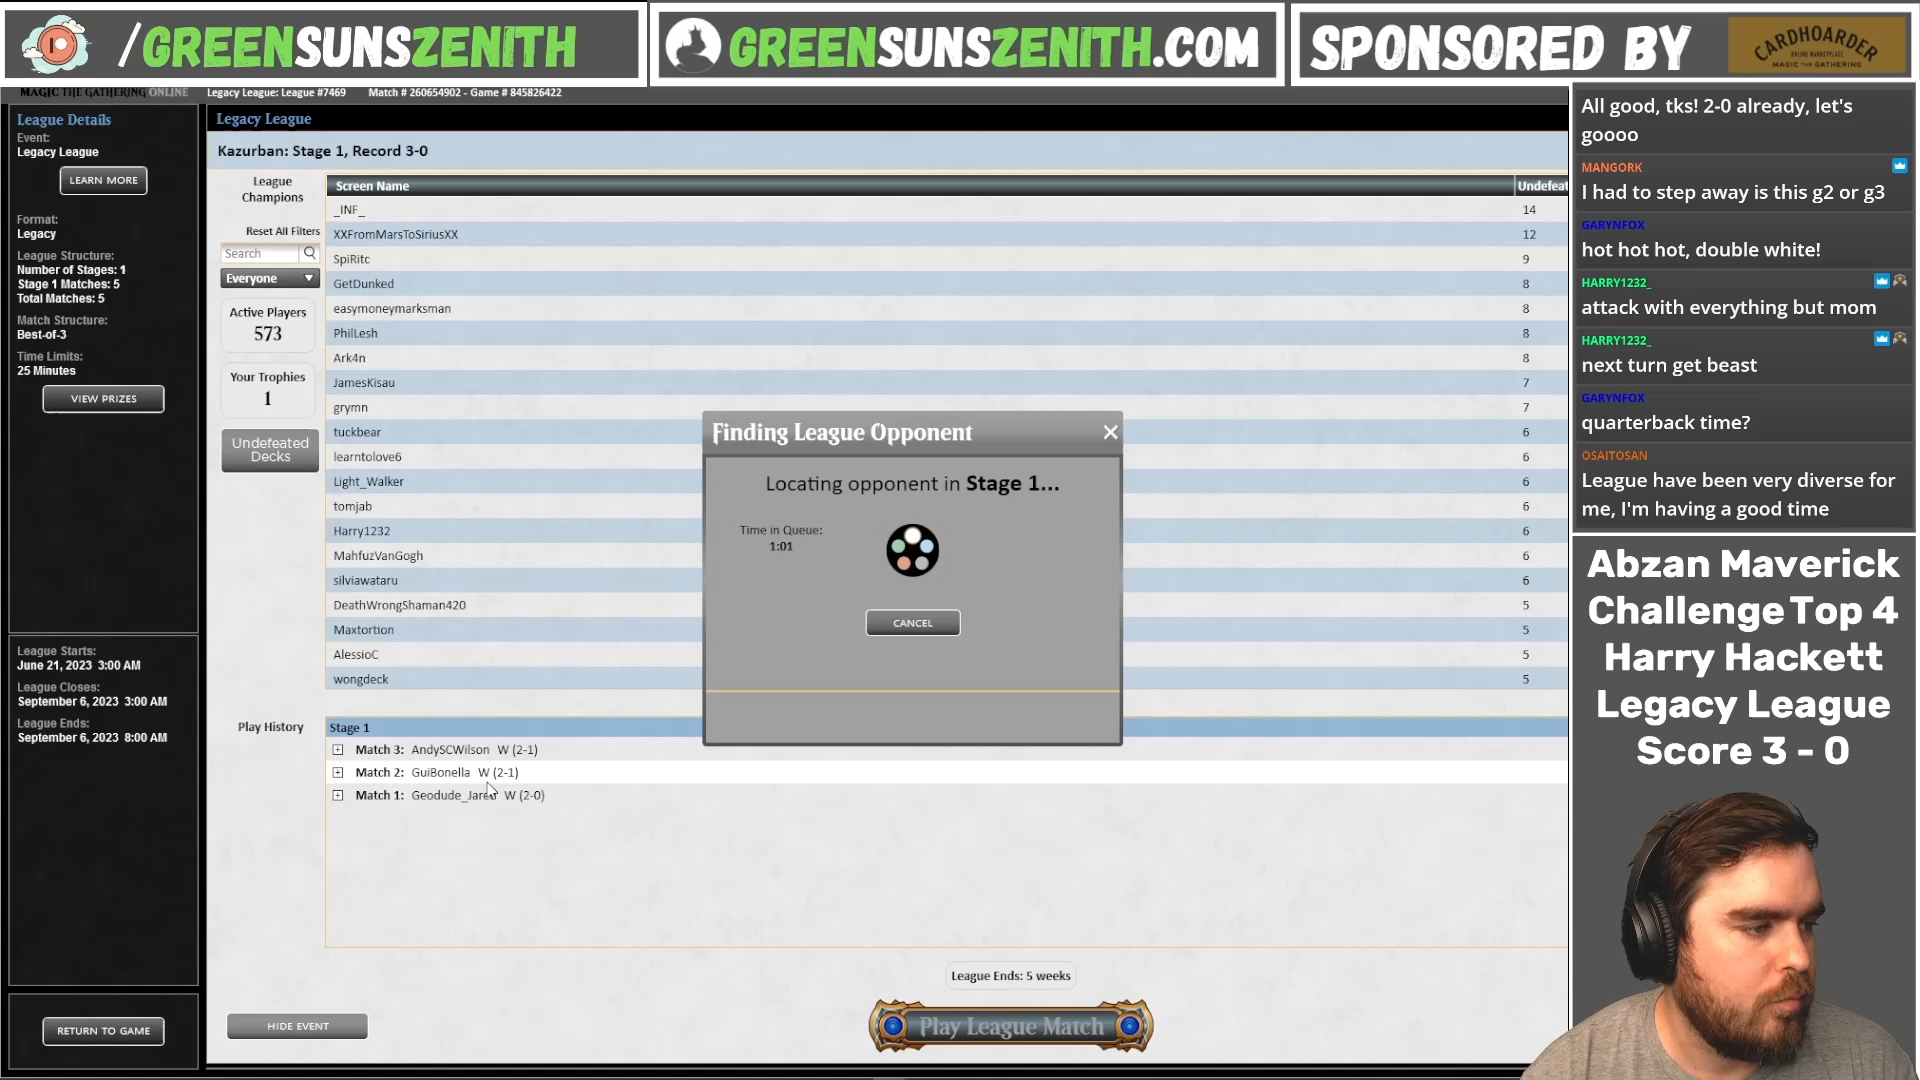 /GREENSUNSZENITH
GREENSUNSZENITH.COM
SPONSORED BY
CARDHOARDER
ONLINE MARKETPLACE
MAGIC THE GATHERING
MAGIC THE GATHERING ONLINE
Legacy League: League #7469
Match # 260654902 - Game # 845826422
League Details
Event:
Legacy League
LEARN MORE
Format:
Legacy
League Structure:
Number of Stages: 1
Stage 1 Matches: 5
Total Matches: 5
Match Structure:
Best-of-3
Time Limits:
25 Minutes
VIEW PRIZES
League Starts:
June 21, 2023 3:00 AM
League Closes:
September 6, 2023 3:00 AM
League Ends:
September 6, 2023 8:00 AM
RETURN TO GAME
Legacy League
Kazurban: Stage 1, Record 3-0
League
Champions
Reset All Filters
Search
Everyone
Active Players
573
Your Trophies
1
Undefeated
Decks
Screen Name
Undefeat
_INF_ 14
XXFromMarsToSiriusXX 12
SpiRitc 9
GetDunked 8
easymoneymarksman 8
PhilLesh 8
Ark4n 8
JamesKisau 7
grymn 7
tuckbear 6
learntolove6 6
Light_Walker 6
tomjab 6
Harry1232 6
MahfuzVanGogh 6
silviawataru 6
DeathWrongShaman420 5
Maxtortion 5
AlessioC 5
wongdeck 5
Finding League Opponent
Locating opponent in Stage 1...
Time in Queue:
1:01
CANCEL
Play History
Stage 1
Match 3: AndySCWilson W (2-1)
Match 2: GuiBonella W (2-1)
Match 1: W (2-0)
League Ends: 5 weeks
HIDE EVENT
Play League Match
All good, tks! 2-0 already, let's
goooo
MANGORK
I had to step away is this g2 or g3
GARYNFOX
hot hot hot, double white!
HARRY1232_
attack with everything but mom
HARRY1232_
next turn get beast
GARYNFOX
quarterback time?
OSAITOSAN
League have been very diverse for
me, I'm having a good time
Abzan Maverick
Challenge Top 4
Harry Hackett
Legacy League
Score 3 - 0